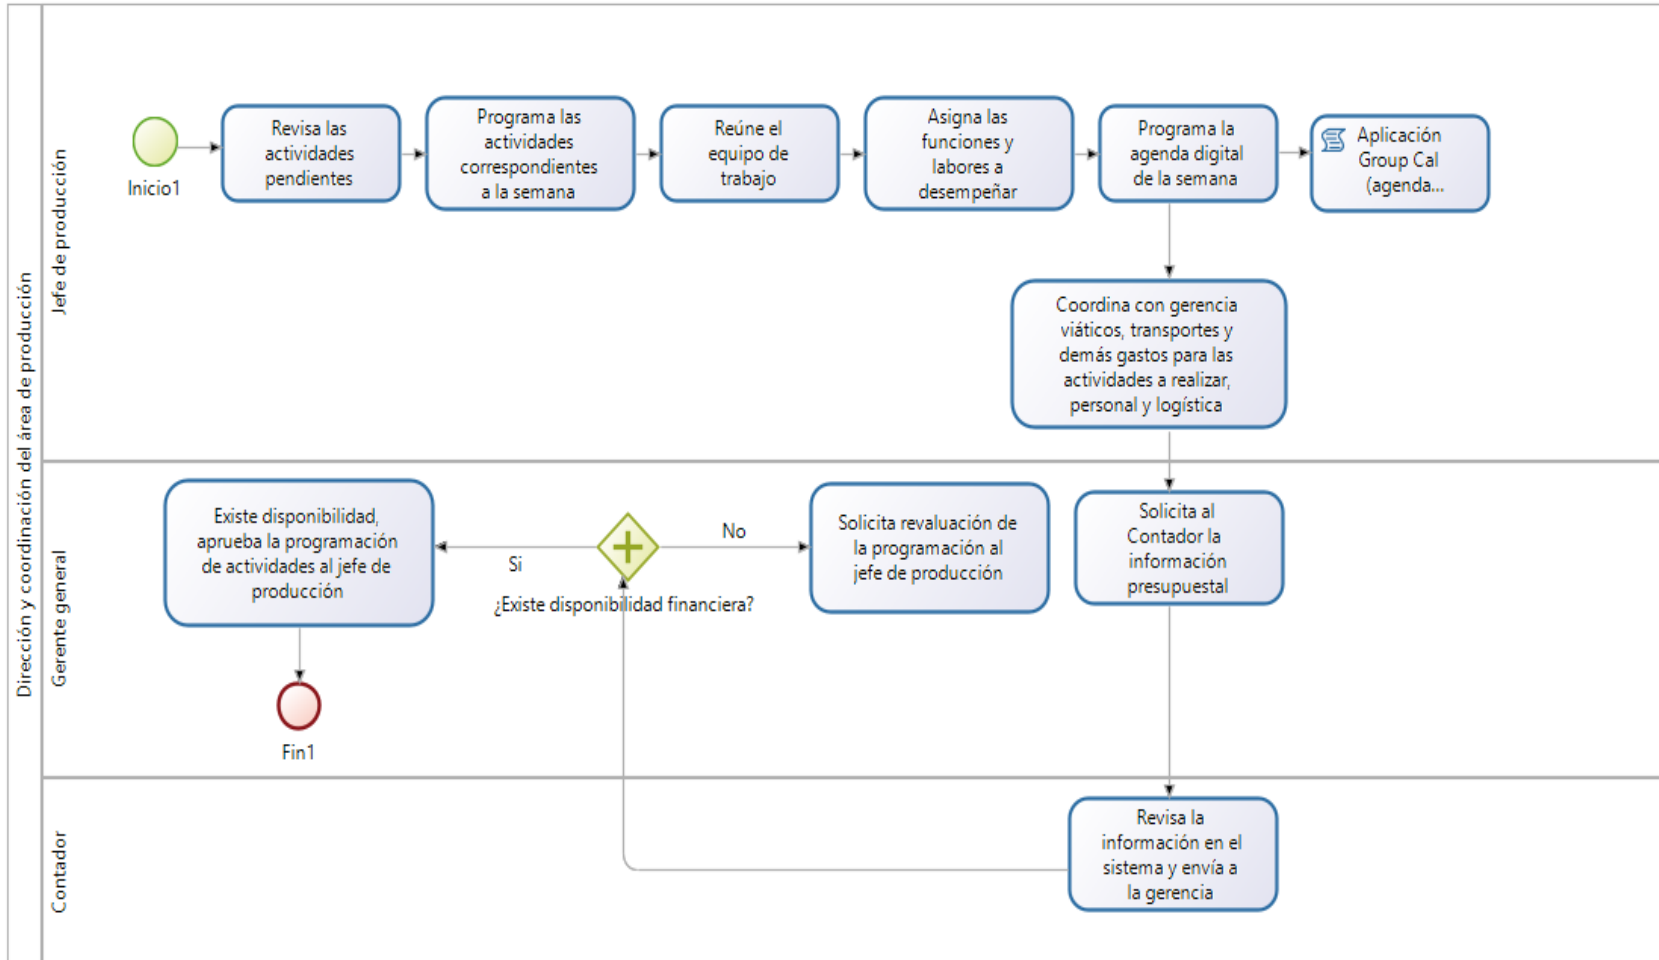 Dirección y coordinación del área de producción
Jefe de producción
Inicio1
Revisa las
actividades
pendientes
Programa las
actividades
correspondientes
a la semana
Reúne el
equipo de
trabajo
Asigna las
funciones y
labores a
desempeñar
Programa la
agenda digital
de la semana
Aplicación
Group Cal
(agenda...
Coordina con gerencia
viáticos, transportes y
demás gastos para las
actividades a realizar,
personal y logística
Gerente general
Existe disponibilidad,
aprueba la programación
de actividades al jefe de
producción
Si
No
¿Existe disponibilidad financiera?
Solicita revaluación de
la programación al
jefe de producción
Solicita al
Contador la
información
presupuestal
Fin1
Contador
Revisa la
información en el
sistema y envía a
la gerencia